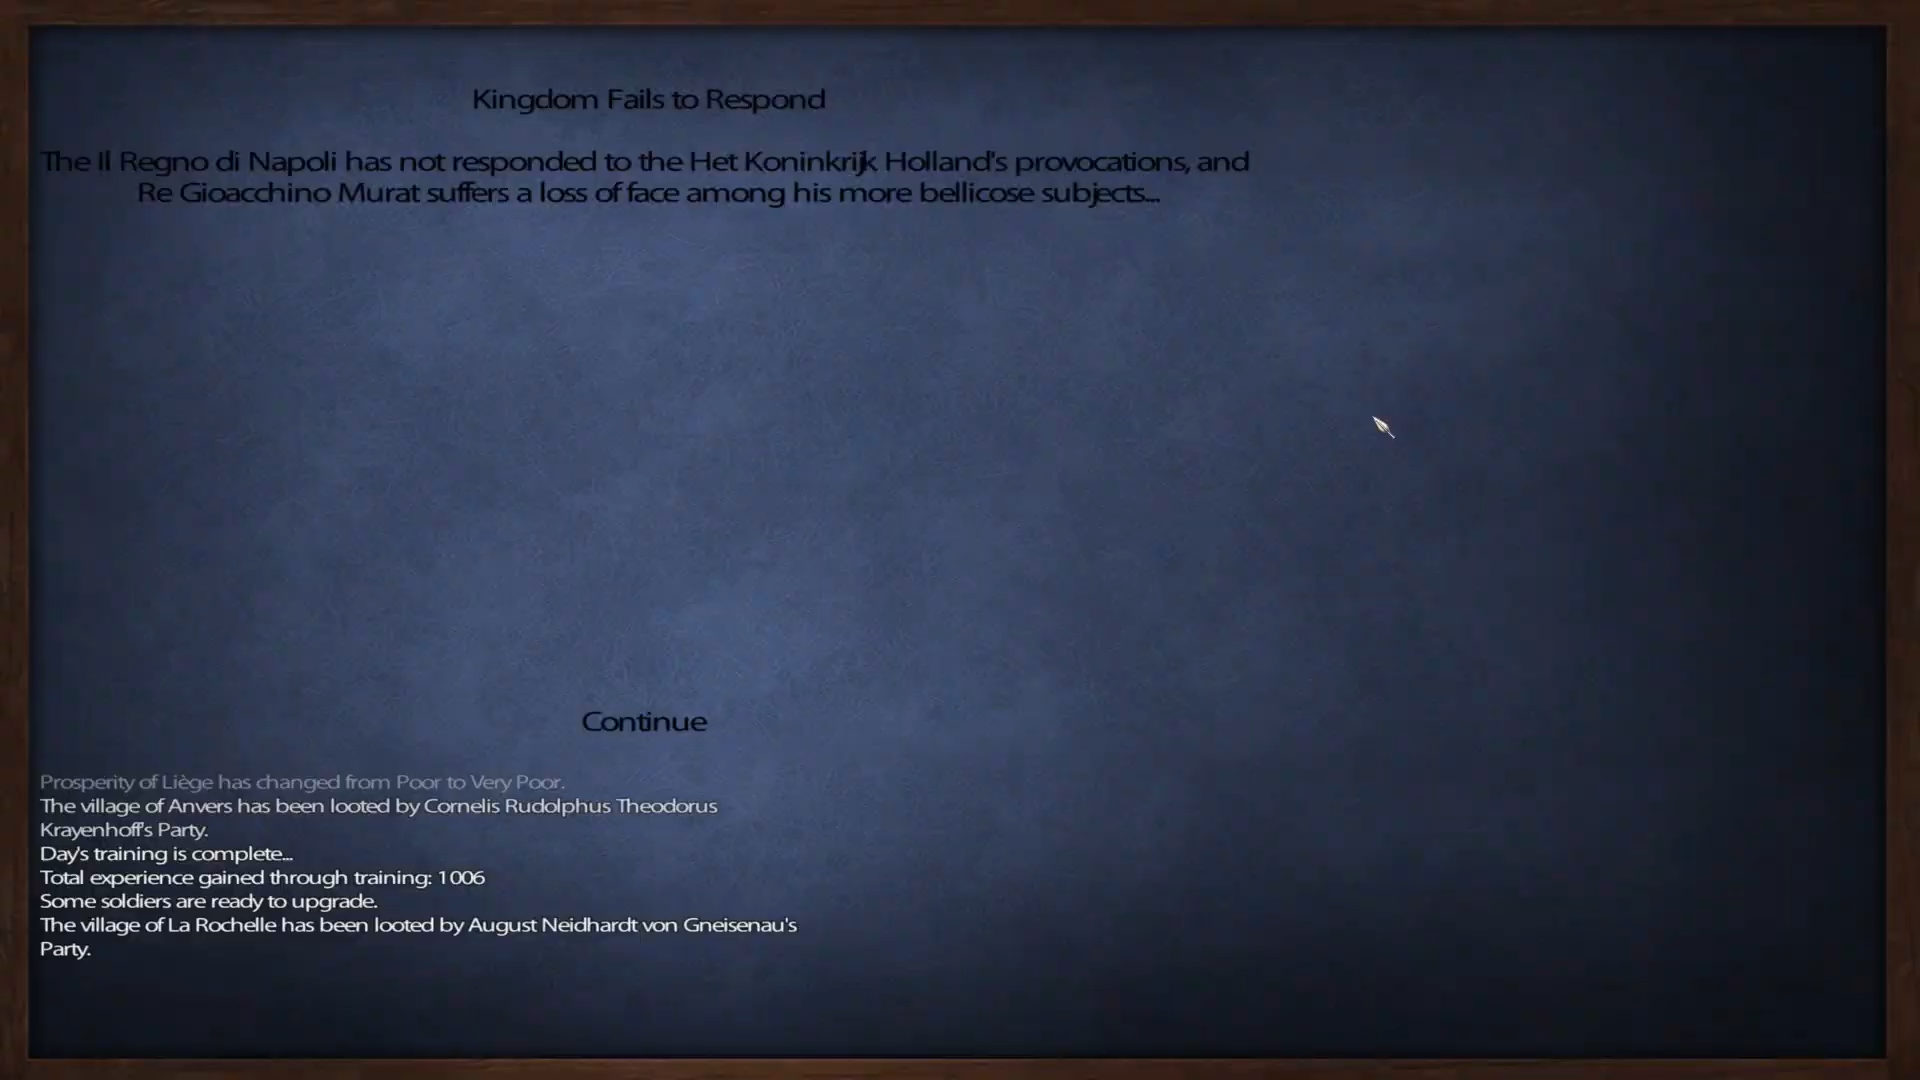 Kingdom Fails to Respond
The Il Regno di Napoli has not responded to the Het Koninkrijk Holland's provocations, and
Re Gioacchino Murat suffers a loss of face among his more bellicose subjects...
Continue
Prosperity of Liège has changed from Poor to Very Poor.
The village of Anvers has been looted by Cornelis Rudolphus Theodorus
Krayenhoff's Party.
Day's training is complete...
Total experience gained through training: 1006
Some soldiers are ready to upgrade.
The village of La Rochelle has been looted by August Neidhardt von Gneisenau's
Party.